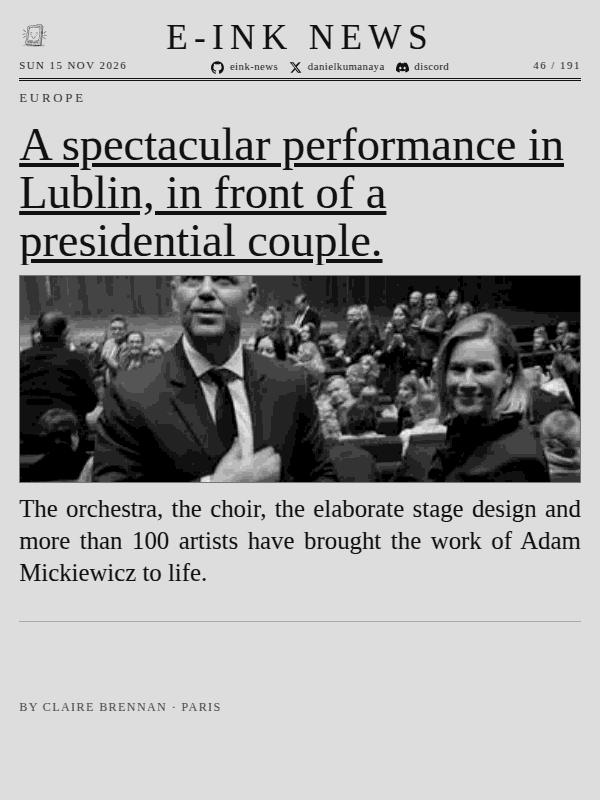 E-INK NEWS
SUN 15 NOV 2026
eink-news
danielkumanaya
discord
46 / 191
EUROPE
A spectacular performance in
Lublin, in front of a
presidential couple.
The orchestra, the choir, the elaborate stage design and
more than 100 artists have brought the work of Adam
Mickiewicz to life.
BY CLAIRE BRENNAN · PARIS